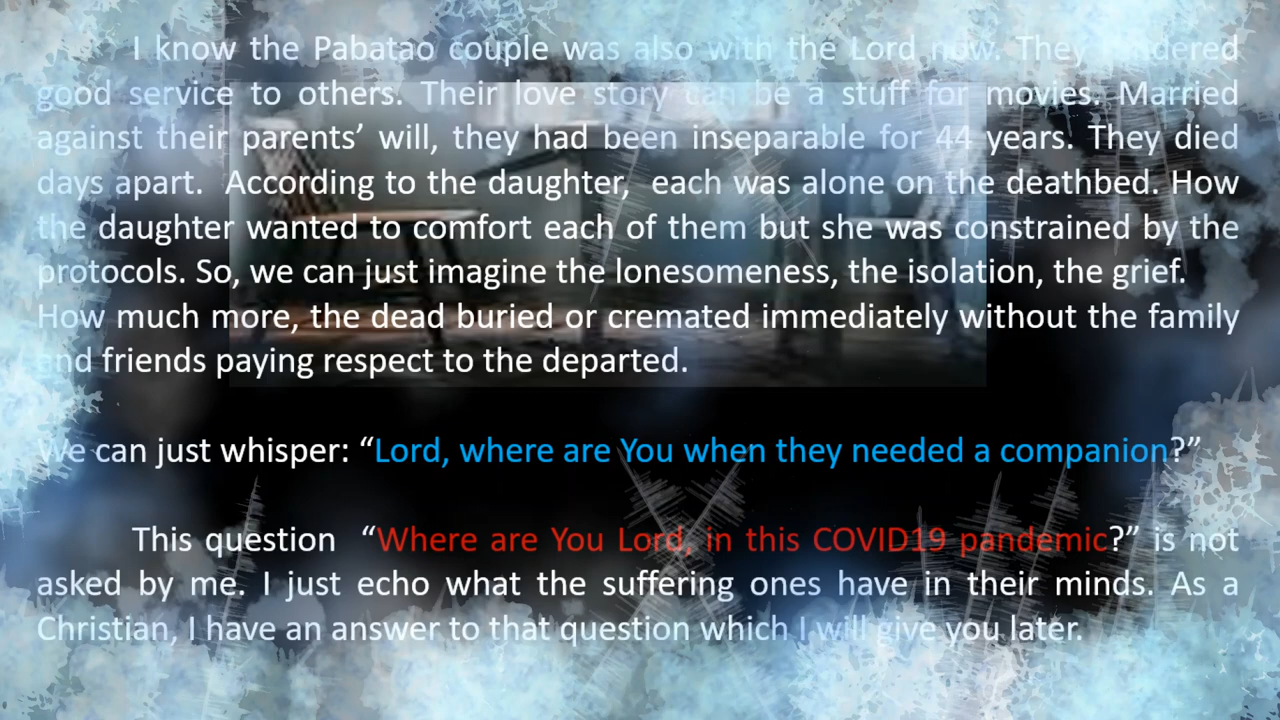 I know the Pabatao couple was also with the Lord now. They rendered
good service to others. Their love story can be a stuff for movies. Married
against their parents’ will, they had been inseparable for 44 years. They died
days apart. According to the daughter, each was alone on the deathbed. How
the daughter wanted to comfort each of them but she was constrained by the
protocols. So, we can just imagine the lonesomeness, the isolation, the grief.
How much more, the dead buried or cremated immediately without the family
and friends paying respect to the departed.
We can just whisper: “Lord, where are You when they needed a companion?”
This question “Where are You Lord, in this COVID19 pandemic?” is not
asked by me. I just echo what the suffering ones have in their minds. As a
Christian, I have an answer to that question which I will give you later.